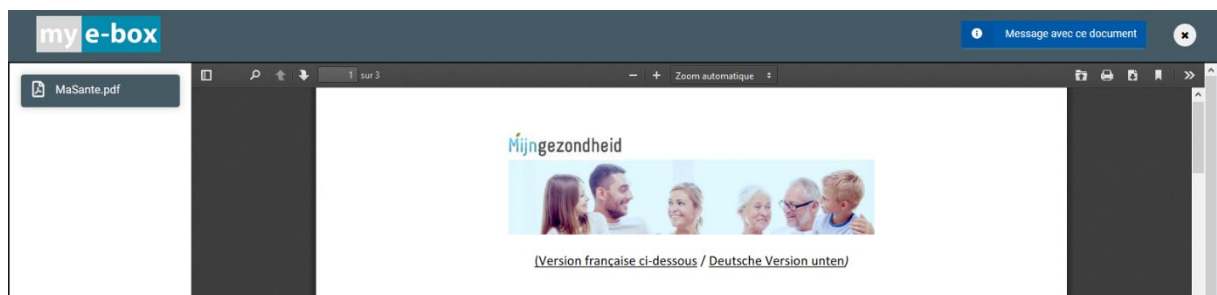 my e-box
Message avec ce document
MaSante.pdf
1 sur 3
Zoom automatique
Mijngezondheid
(Version française ci-dessous / Deutsche Version unten)